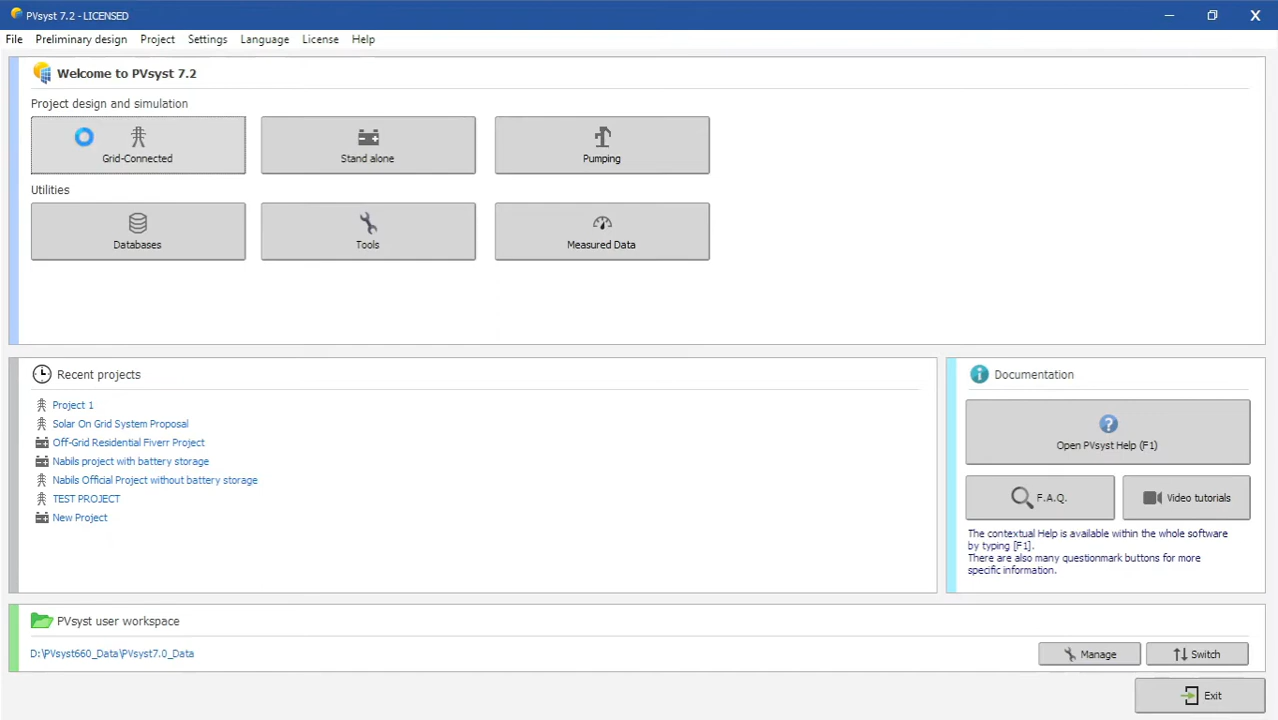 PVsyst 7.2 - LICENSED
File Preliminary design Project Settings Language License Help
Welcome to PVsyst 7.2
Project design and simulation
Grid-Connected
Stand alone
Pumping
Utilities
Databases
Tools
Measured Data
Recent projects
Project 1
Solar On Grid System Proposal
Off-Grid Residential Fiverr Project
Nabils project with battery storage
Nabils Official Project without battery storage
TEST PROJECT
New Project
Documentation
Open PVsyst Help (F1)
F.A.Q.
Video tutorials
The contextual Help is available within the whole software
by typing [F1].
There are also many questionmark buttons for more
specific information.
PVsyst user workspace
D:\PVsyst660_Data\PVsyst7.0_Data
Manage
Switch
Exit